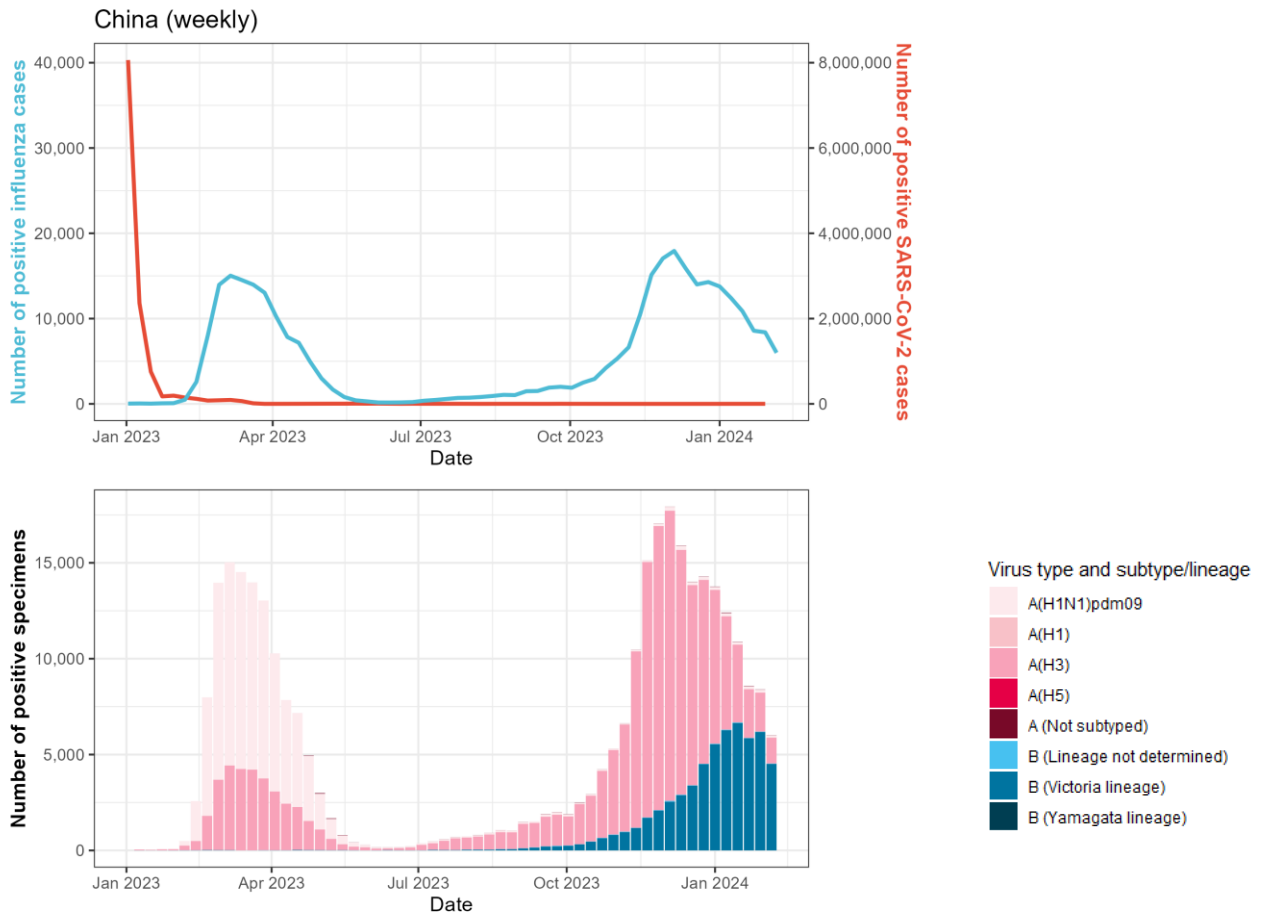 China (weekly)
Number of positive influenza cases
40,000
30,000
20,000
10,000
0
8,000,000
6,000,000
4,000,000
2,000,000
0
Number of positive SARS-CoV-2 cases
Jan 2023
Apr 2023
Jul 2023
Oct 2023
Jan 2024
Date
Number of positive specimens
15,000
10,000
5,000
0
Jan 2023
Apr 2023
Jul 2023
Oct 2023
Jan 2024
Date
Virus type and subtype/lineage
A(H1N1)pdm09
A(H1)
A(H3)
A(H5)
A (Not subtyped)
B (Lineage not determined)
B (Victoria lineage)
B (Yamagata lineage)